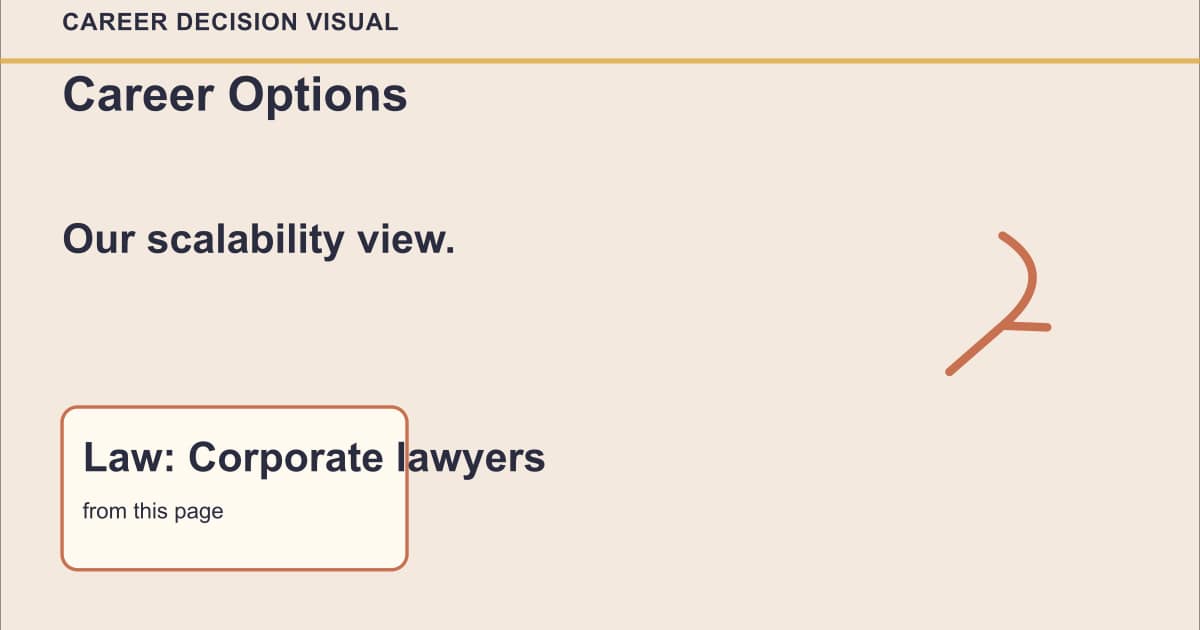 CAREER DECISION VISUAL
Career Options
Our scalability view.
Law: Corporate lawyers
from this page